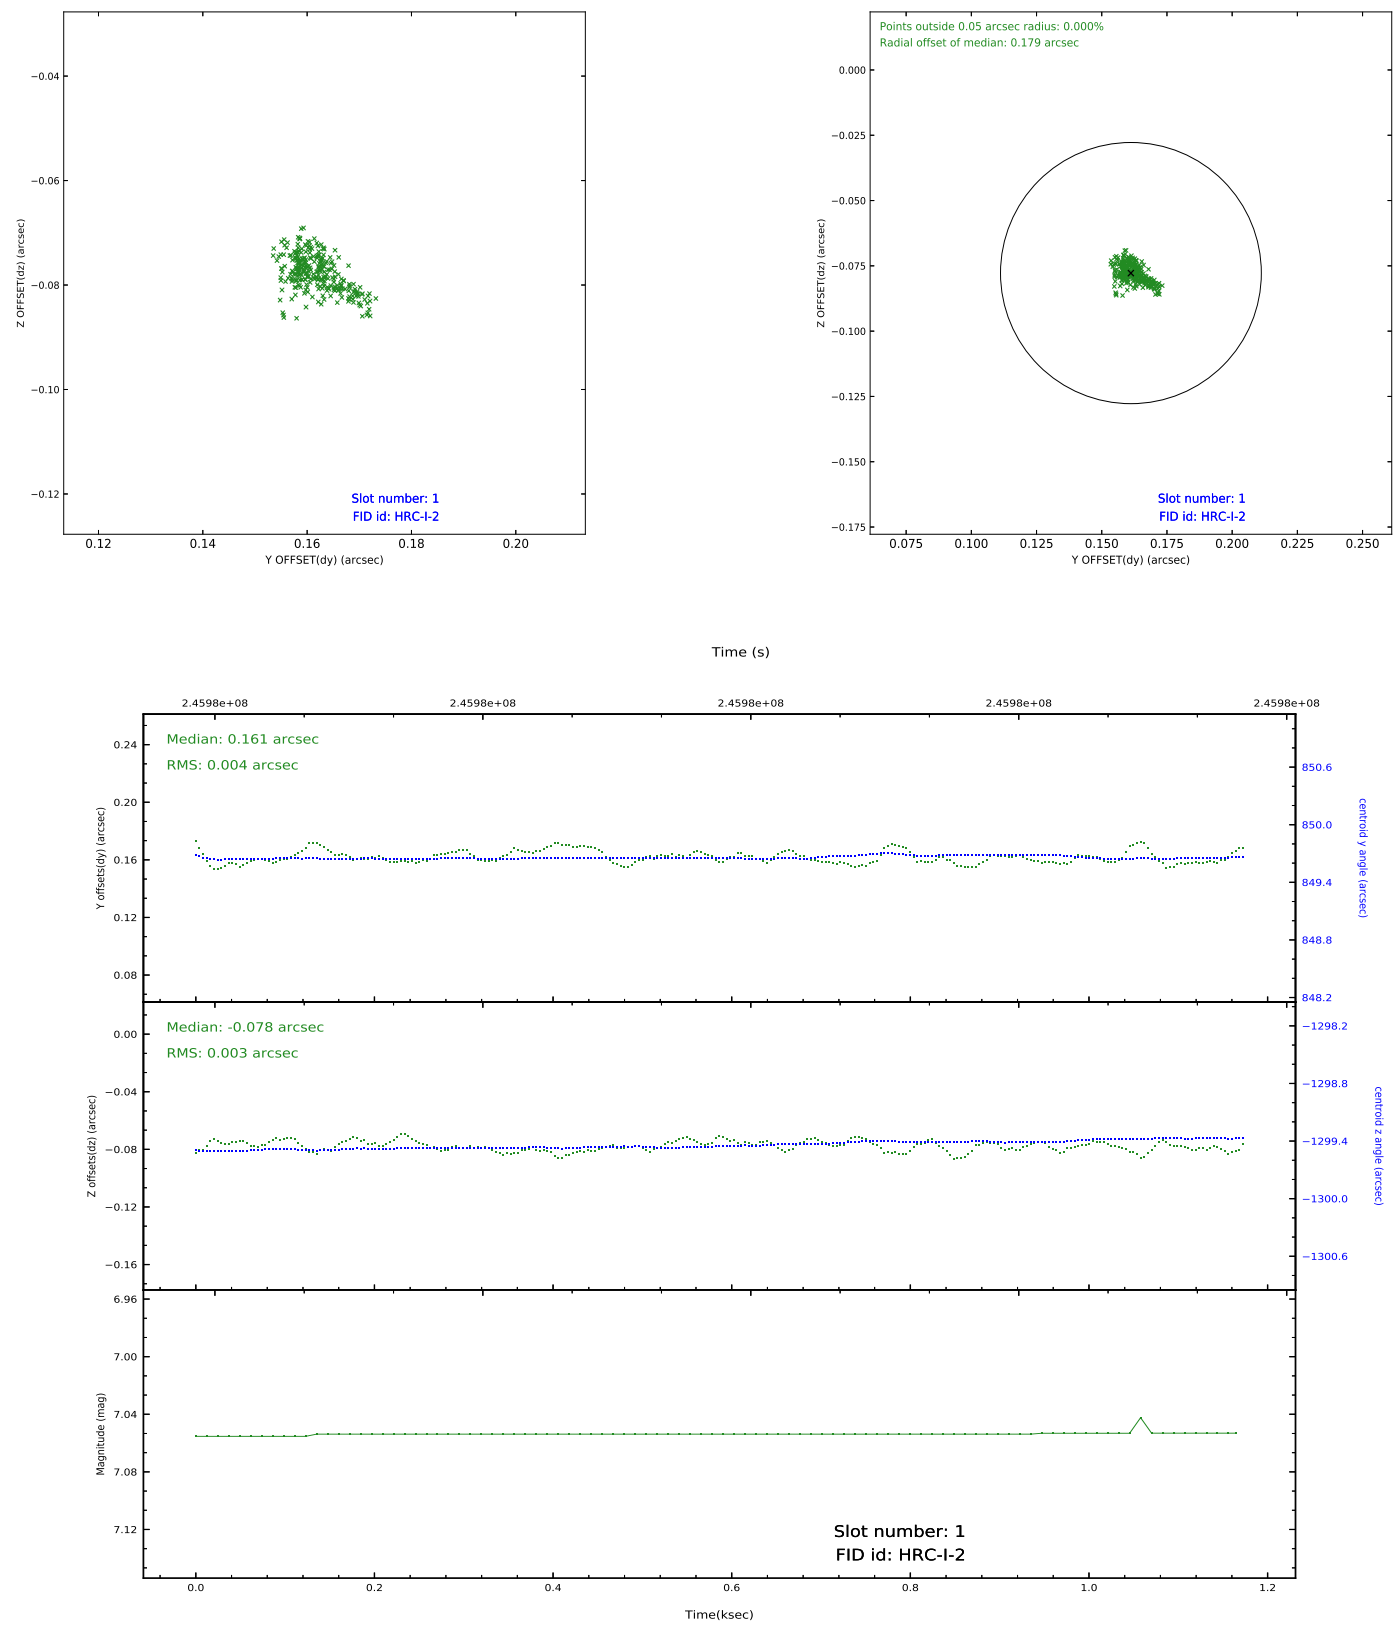 −0.04
−0.06
−0.08
−0.10
−0.12
Z OFFSET(dz) (arcsec)
Slot number: 1
FID id: HRC-I-2
0.12 0.14 0.16 0.18 0.20
Y OFFSET(dy) (arcsec)
Points outside 0.05 arcsec radius: 0.000%
Radial offset of median: 0.179 arcsec
0.000
−0.025
−0.050
−0.075
−0.100
−0.125
−0.150
−0.175
Z OFFSET(dz) (arcsec)
Slot number: 1
FID id: HRC-I-2
0.075 0.100 0.125 0.150 0.175 0.200 0.225 0.250
Y OFFSET(dy) (arcsec)
Time (s)
2.4598e+08 2.4598e+08 2.4598e+08 2.4598e+08 2.4598e+08
Median: 0.161 arcsec
RMS: 0.004 arcsec
0.24
0.20
0.16
0.12
0.08
Y offsets(dy) (arcsec)
850.6
850.0
849.4
848.8
848.2
centroid y angle (arcsec)
Median: -0.078 arcsec
RMS: 0.003 arcsec
0.00
−0.04
−0.08
−0.12
−0.16
Z offsets(dz) (arcsec)
−1298.2
−1298.8
−1299.4
−1300.0
−1300.6
centroid z angle (arcsec)
6.96
7.00
7.04
7.08
7.12
Magnitude (mag)
Slot number: 1
FID id: HRC-I-2
0.0 0.2 0.4 0.6 0.8 1.0 1.2
Time(ksec)